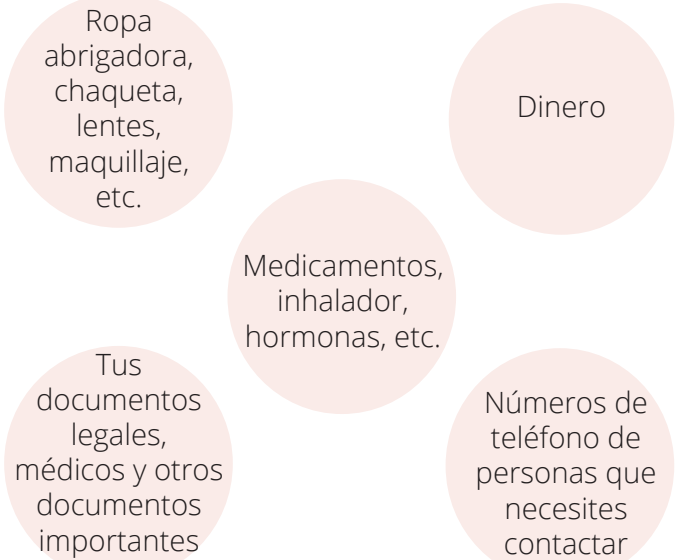 Ropa
abrigadora,
chaqueta,
lentes,
maquillaje,
etc.
Dinero
Medicamentos,
inhalador,
hormonas, etc.
Tus
documentos
legales,
médicos y otros
documentos
importantes
Números de
teléfono de
personas que
necesites
contactar